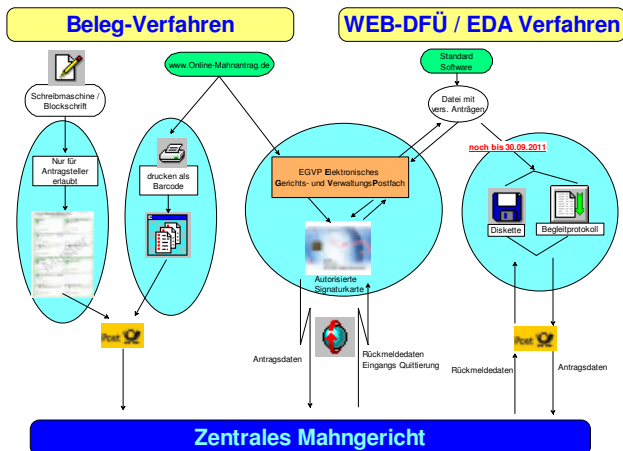 Beleg-Verfahren
WEB-DFÜ / EDA Verfahren
www.Online-Mahnantrag.de
Standard
Software
Schreibmaschine /
Blockschrift
Datei mit
vers. Anträgen
noch bis 30.09.2011
Nur für
Antragsteller
erlaubt
drucken als
Barcode
EGVP Elektronisches
Gerichts- und VerwaltungsPostfach
Diskette
Begleitprotokoll
Autorisierte
Signaturkarte
Post
Post
Antragsdaten
Rückmeldedaten
Eingangs Quittierung
Rückmeldedaten
Antragsdaten
Zentrales Mahngericht